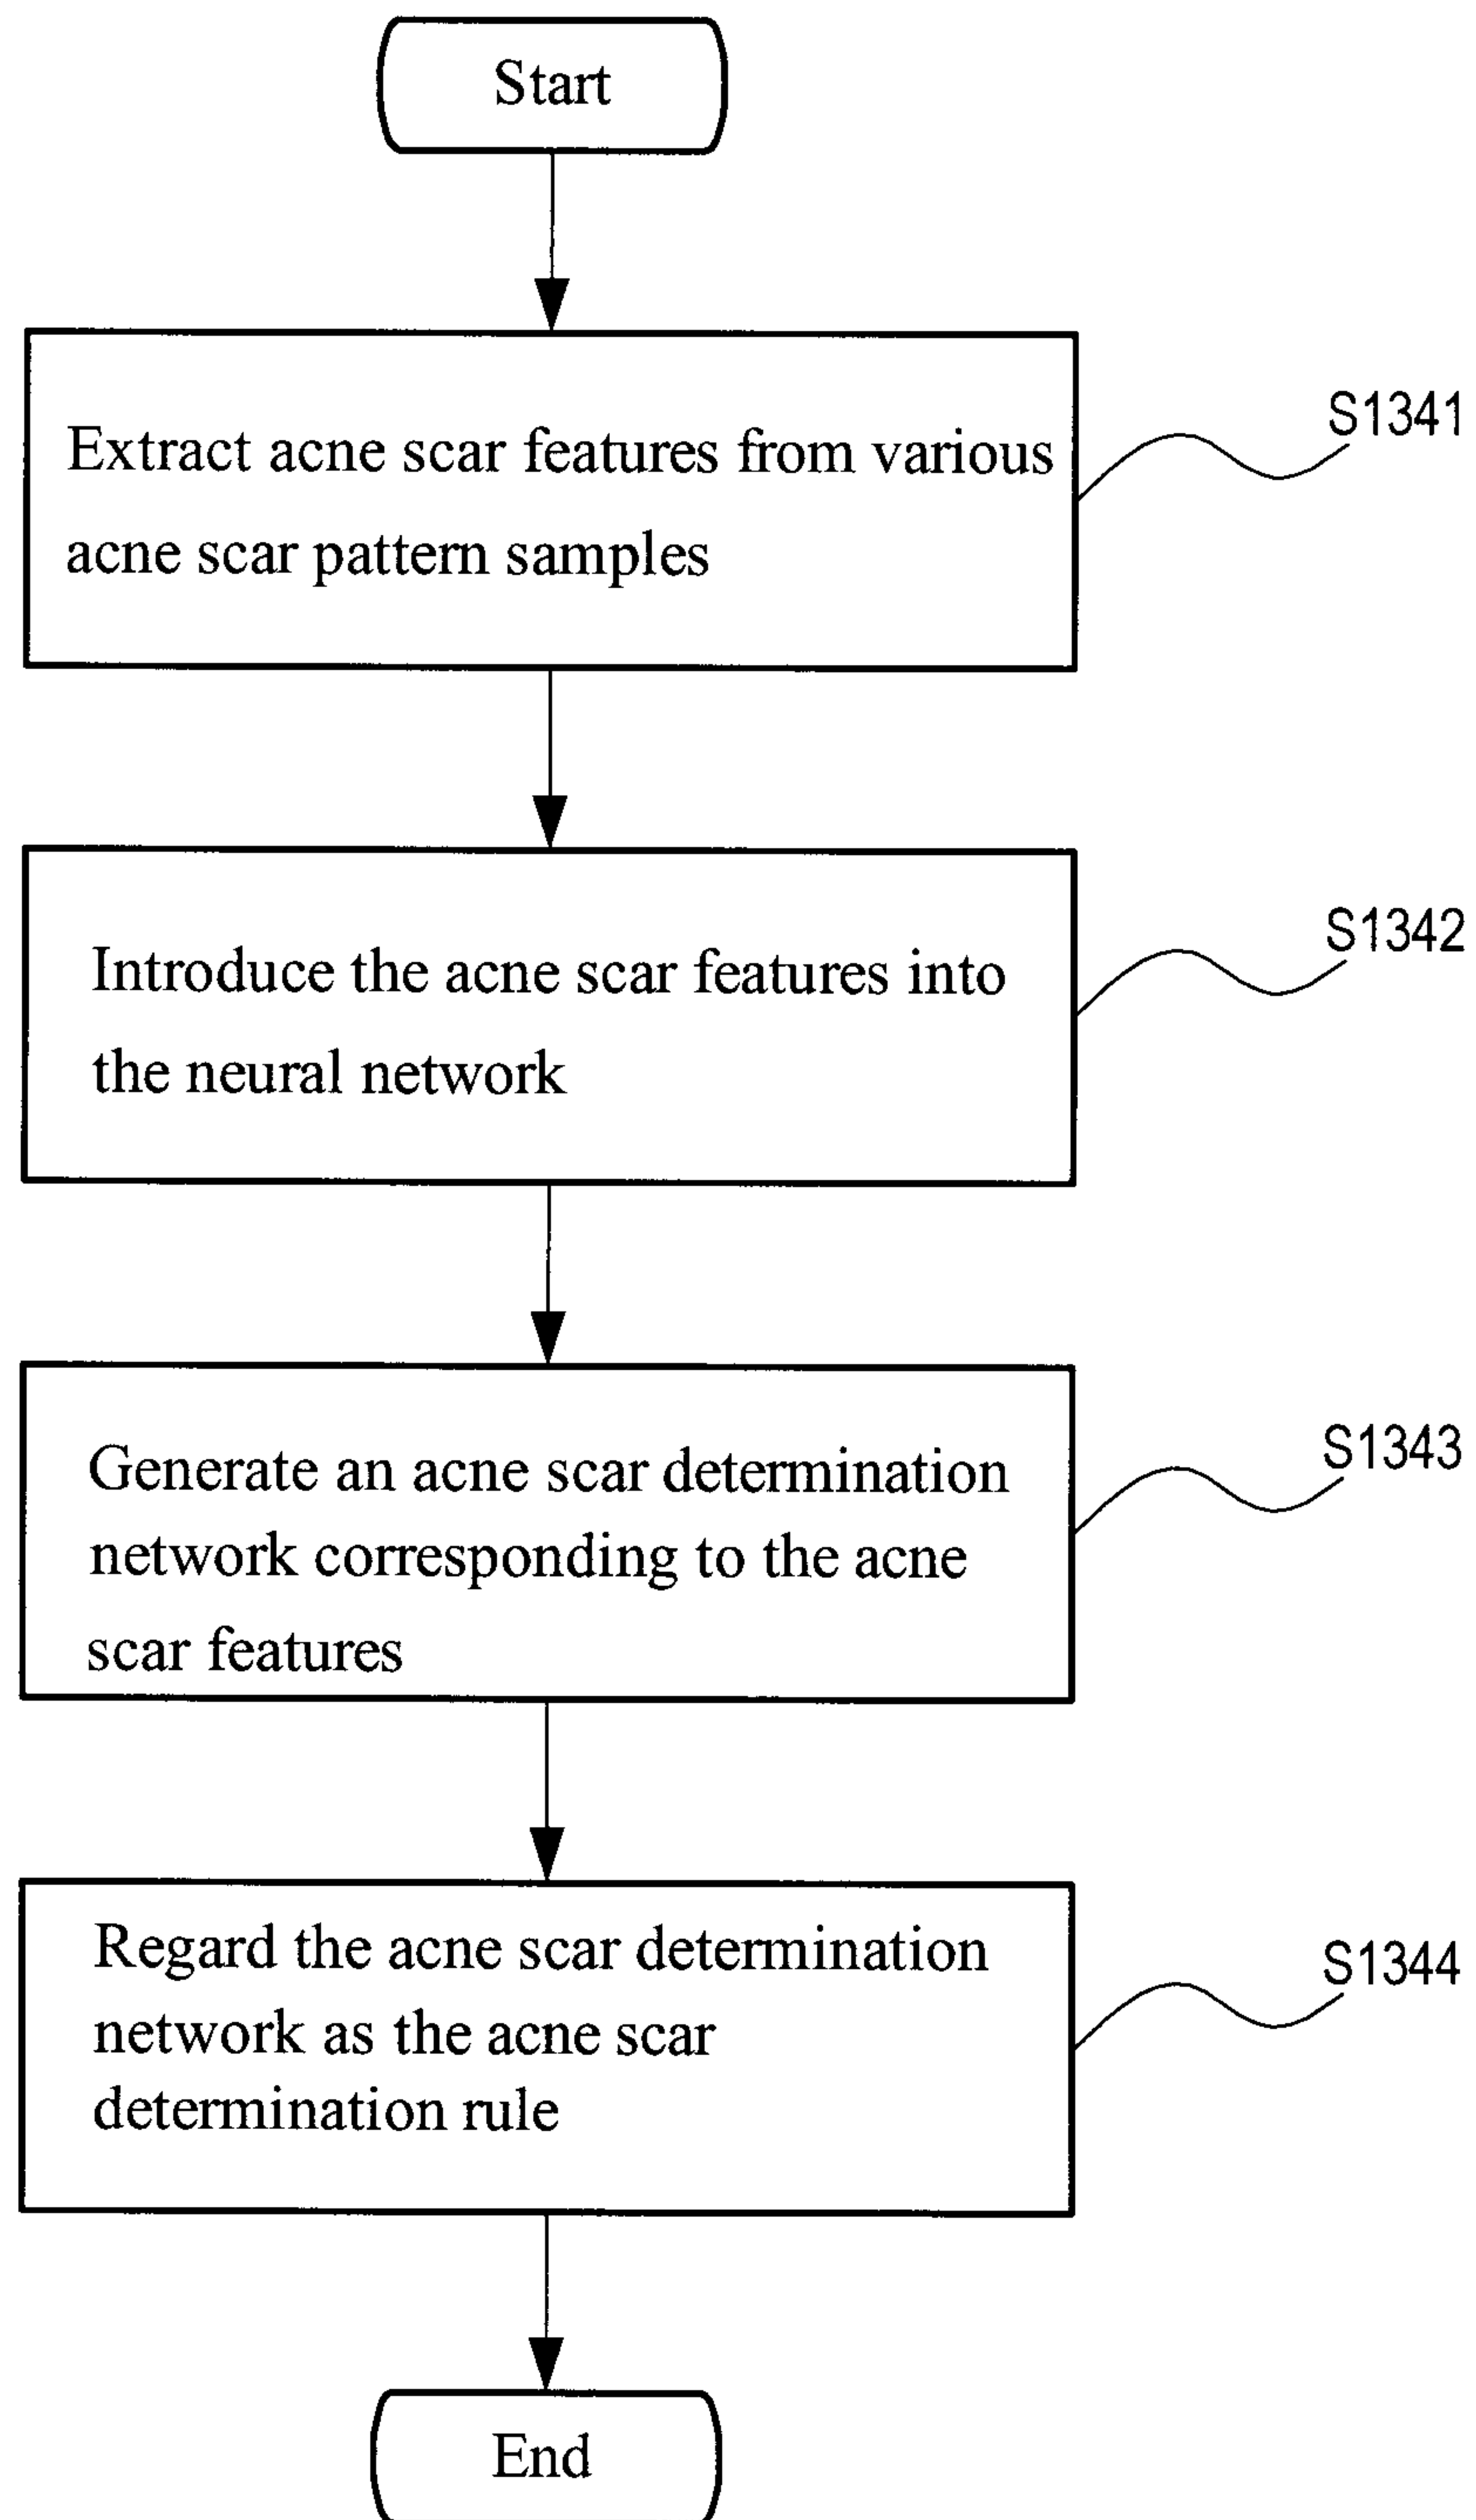 Start
Extract acne scar features from various
acne scar pattern samples
S1341
Introduce the acne scar features into
the neural network
S1342
Generate an acne scar determination
network corresponding to the acne
scar features
S1343
Regard the acne scar determination
network as the acne scar
determination rule
S1344
End